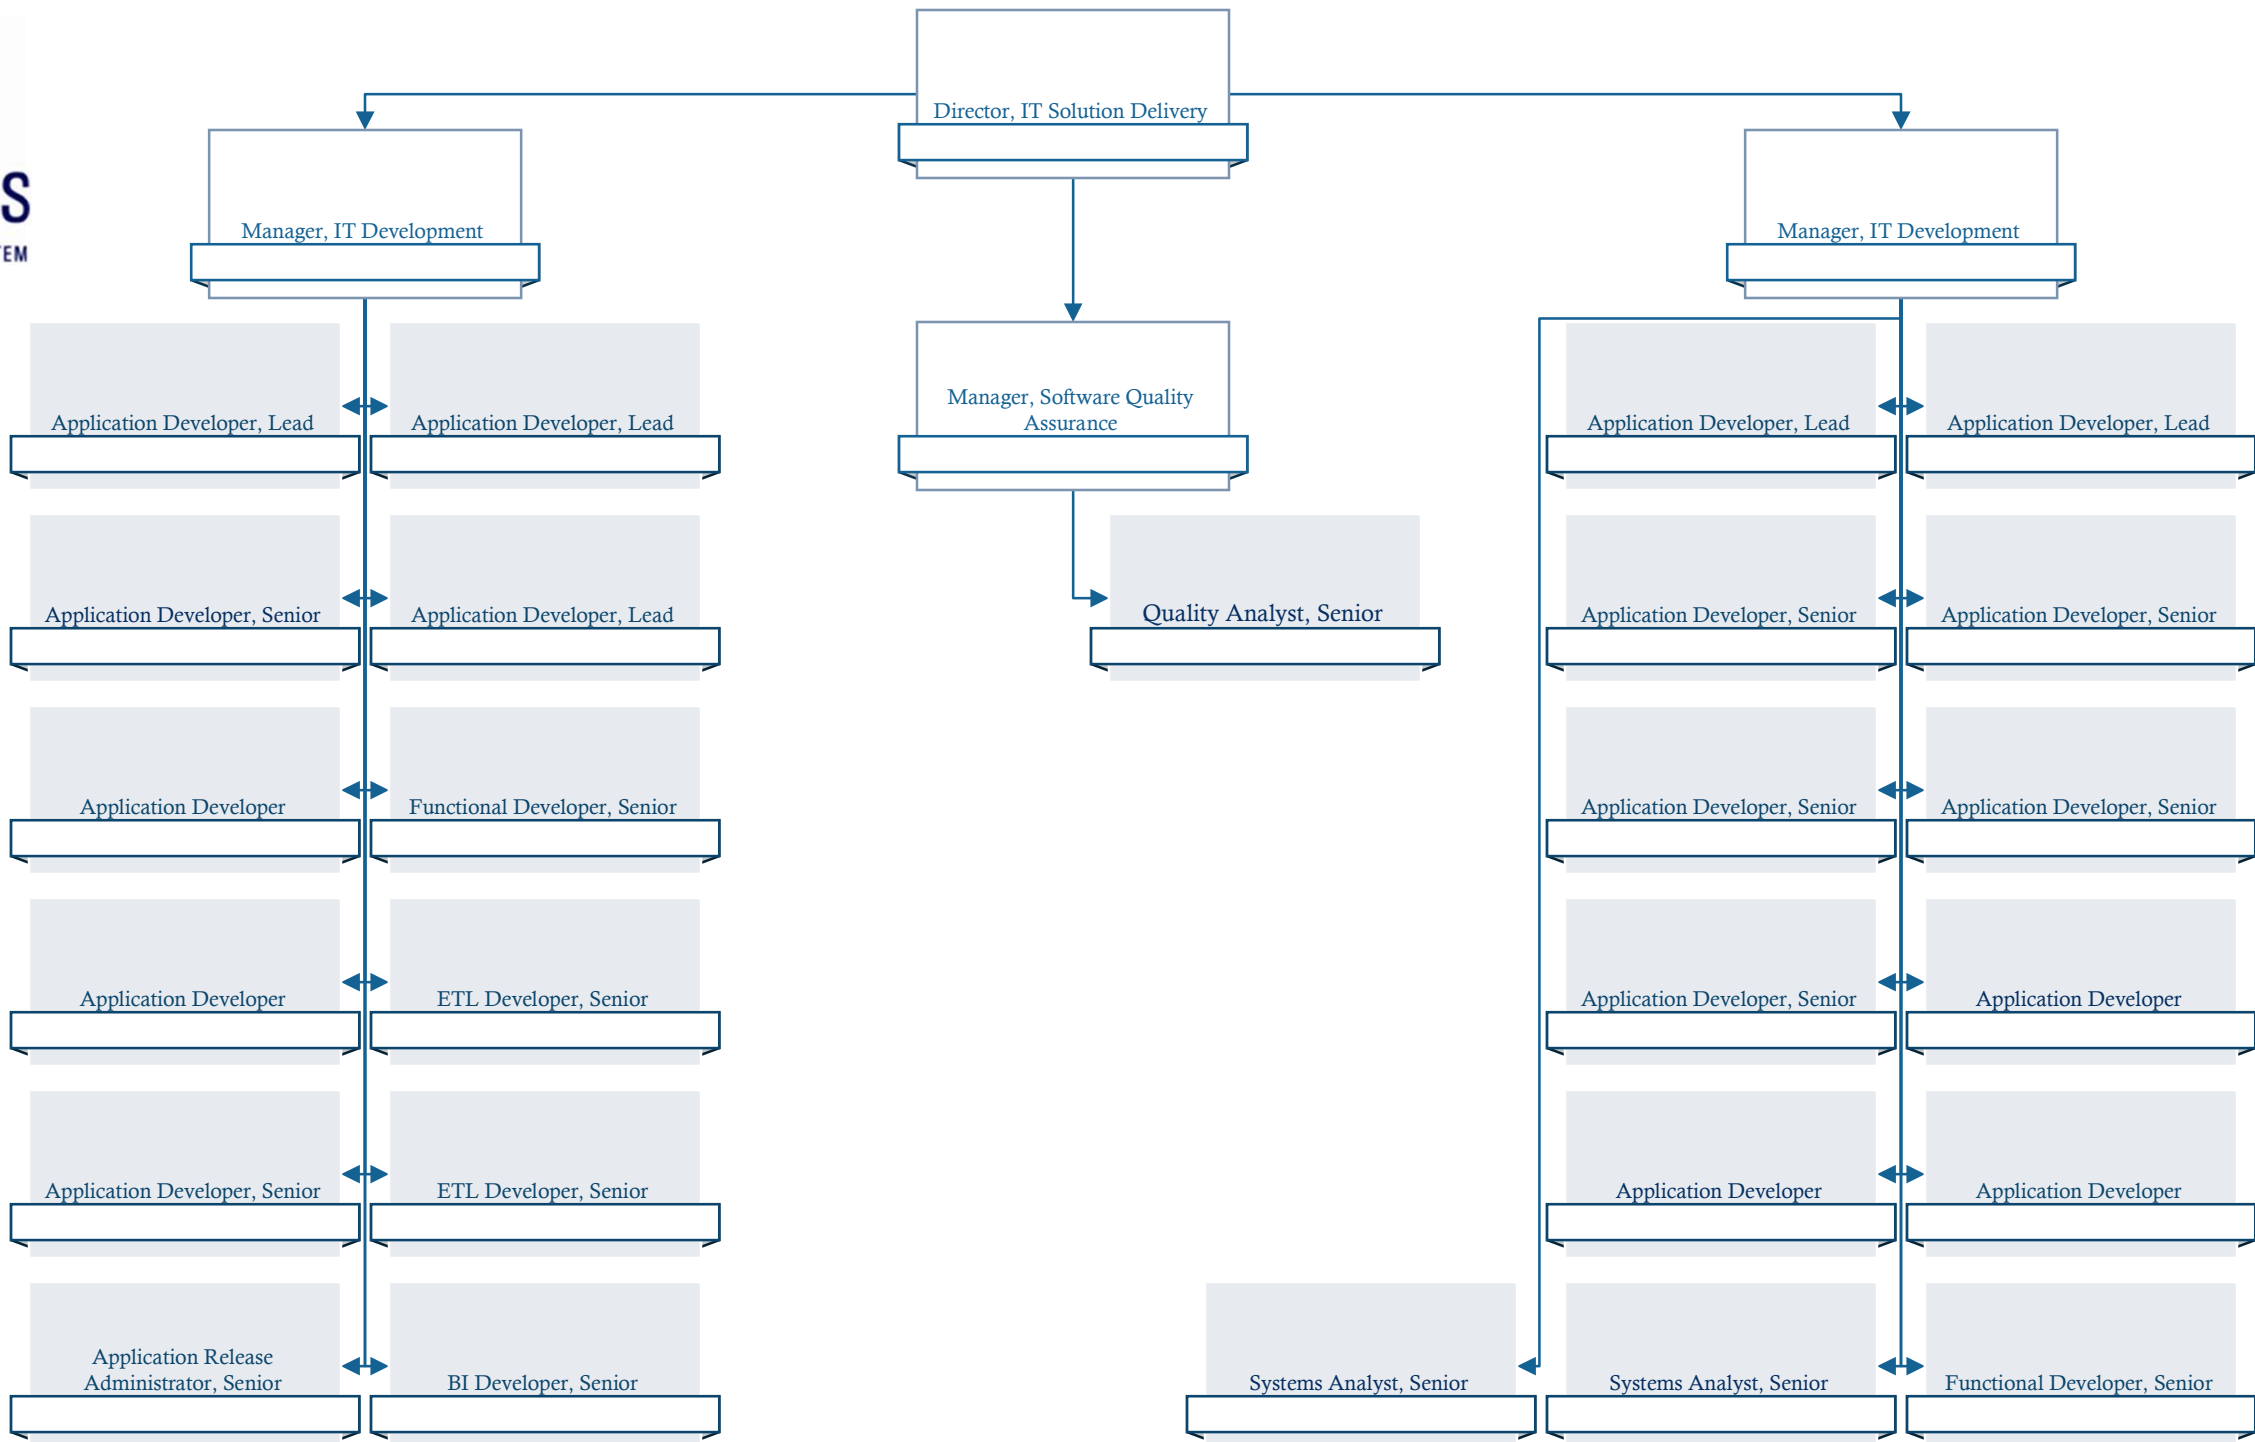 Director, IT Solution Delivery
S
TEM
Manager, IT Development
Manager, IT Development
Manager, Software Quality
Assurance
Application Developer, Lead
Application Developer, Lead
Application Developer, Lead
Application Developer, Lead
Application Developer, Senior
Application Developer, Lead
Quality Analyst, Senior
Application Developer, Senior
Application Developer, Senior
Application Developer
Functional Developer, Senior
Application Developer, Senior
Application Developer, Senior
Application Developer
ETL Developer, Senior
Application Developer, Senior
Application Developer
Application Developer, Senior
ETL Developer, Senior
Application Developer
Application Developer
Application Release
Administrator, Senior
BI Developer, Senior
Systems Analyst, Senior
Systems Analyst, Senior
Functional Developer, Senior